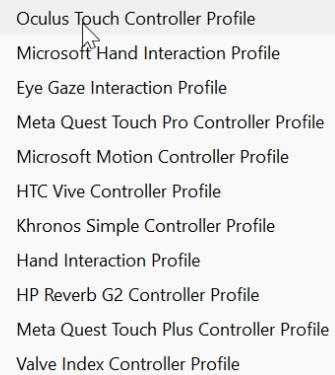 Oculus Touch Controller Profile
Microsoft Hand Interaction Profile
Eye Gaze Interaction Profile
Meta Quest Touch Pro Controller Profile
Microsoft Motion Controller Profile
HTC Vive Controller Profile
Khronos Simple Controller Profile
Hand Interaction Profile
HP Reverb G2 Controller Profile
Meta Quest Touch Plus Controller Profile
Valve Index Controller Profile